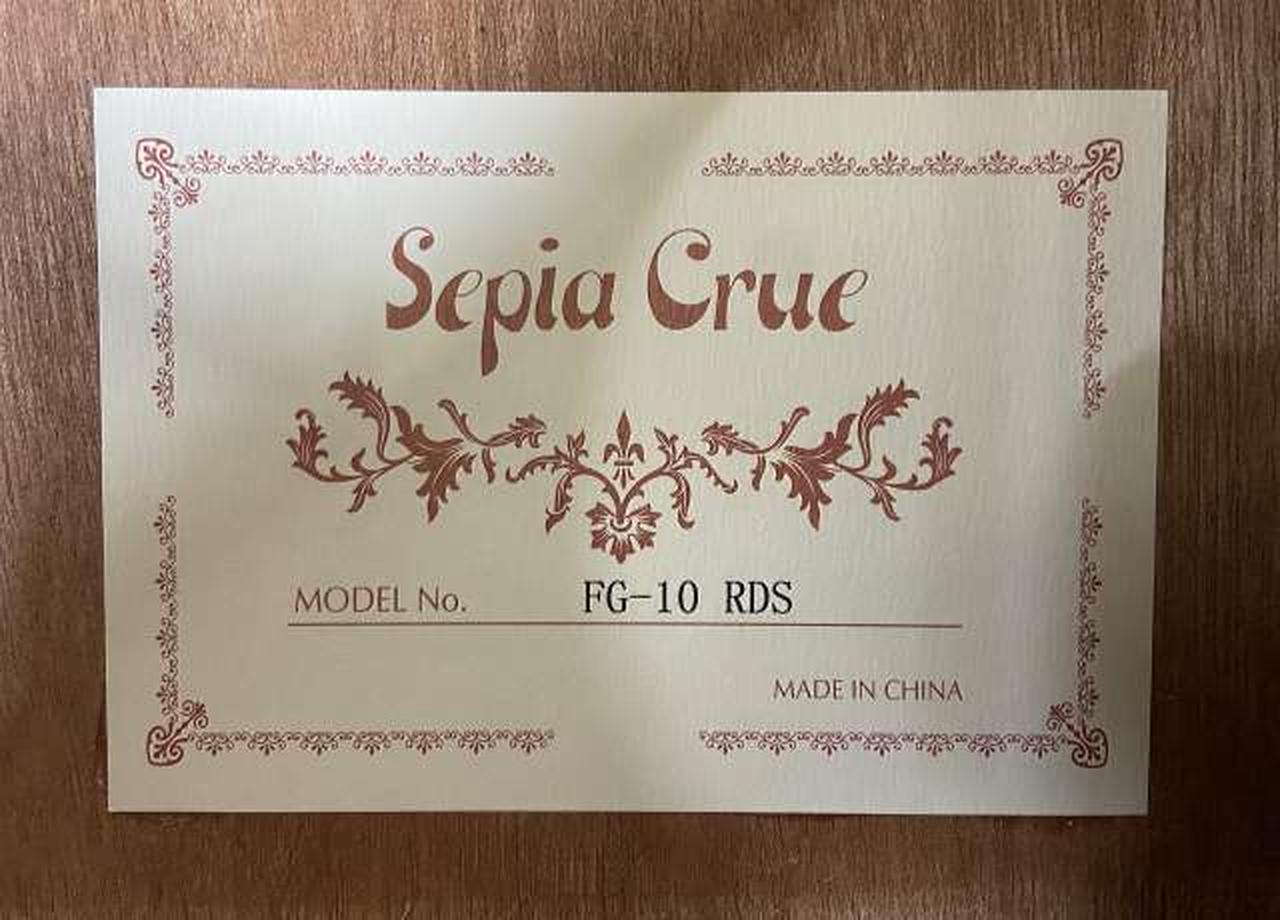 Sepia Crue
MODEL No. FG-10 RDS
MADE IN CHINA